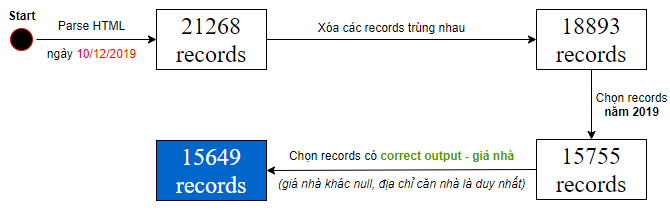 Start
Parse HTML
ngày 10/12/2019
21268
records
Xóa các records trùng nhau
18893
records
Chọn records
năm 2019
15755
records
Chọn records có correct output - giá nhà
(giá nhà khác null, địa chỉ căn nhà là duy nhất)
15649
records